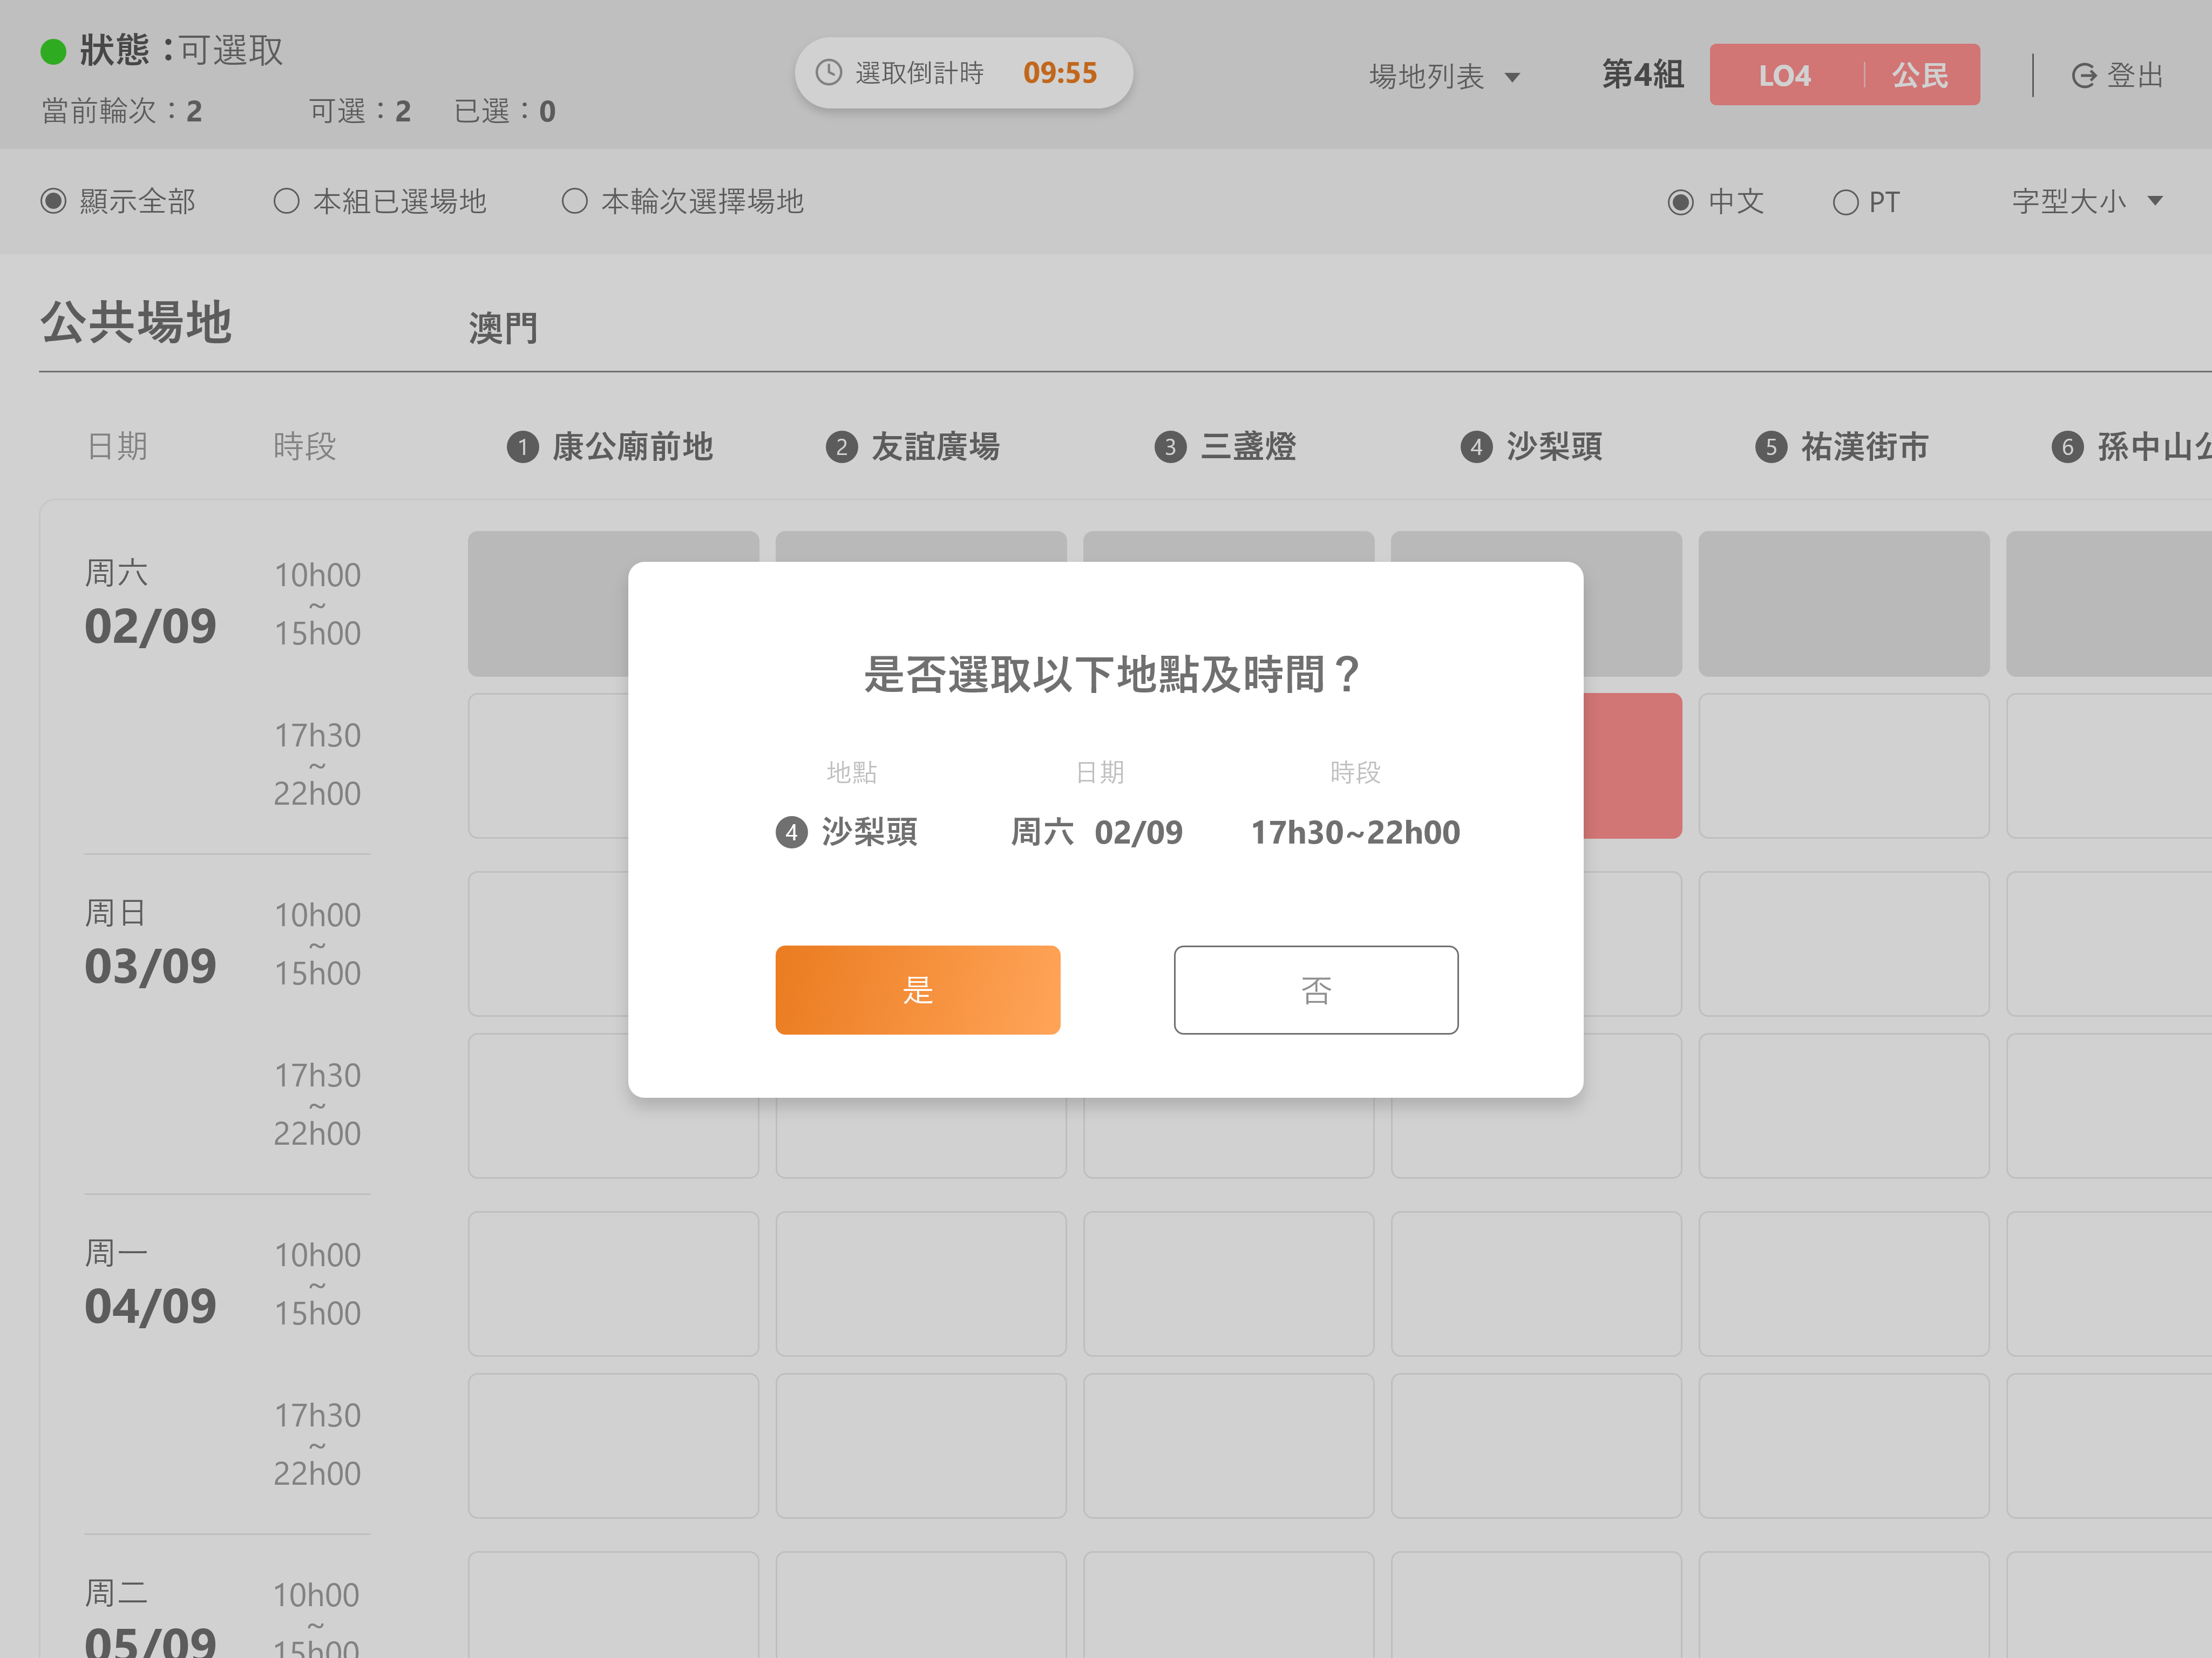 狀態：可選取
當前輪次：2 可選：2 已選：0
選取倒計時 09:55
場地列表
第4組 LO4 公民
登出
顯示全部 本組已選場地 本輪次選擇場地
中文 PT 字型大小
公共場地 澳門
日期 時段 1 康公廟前地 2 友誼廣場 3 三盞燈 4 沙梨頭 5 祐漢街市 6 孫中山公
周六
02/09
10h00
~
15h00
17h30
~
22h00
是否選取以下地點及時間？
地點 日期 時段
4 沙梨頭 周六 02/09 17h30~22h00
是 否
周日
03/09
10h00
~
15h00
17h30
~
22h00
周一
04/09
10h00
~
15h00
17h30
~
22h00
周二
05/09
10h00
~
15h00